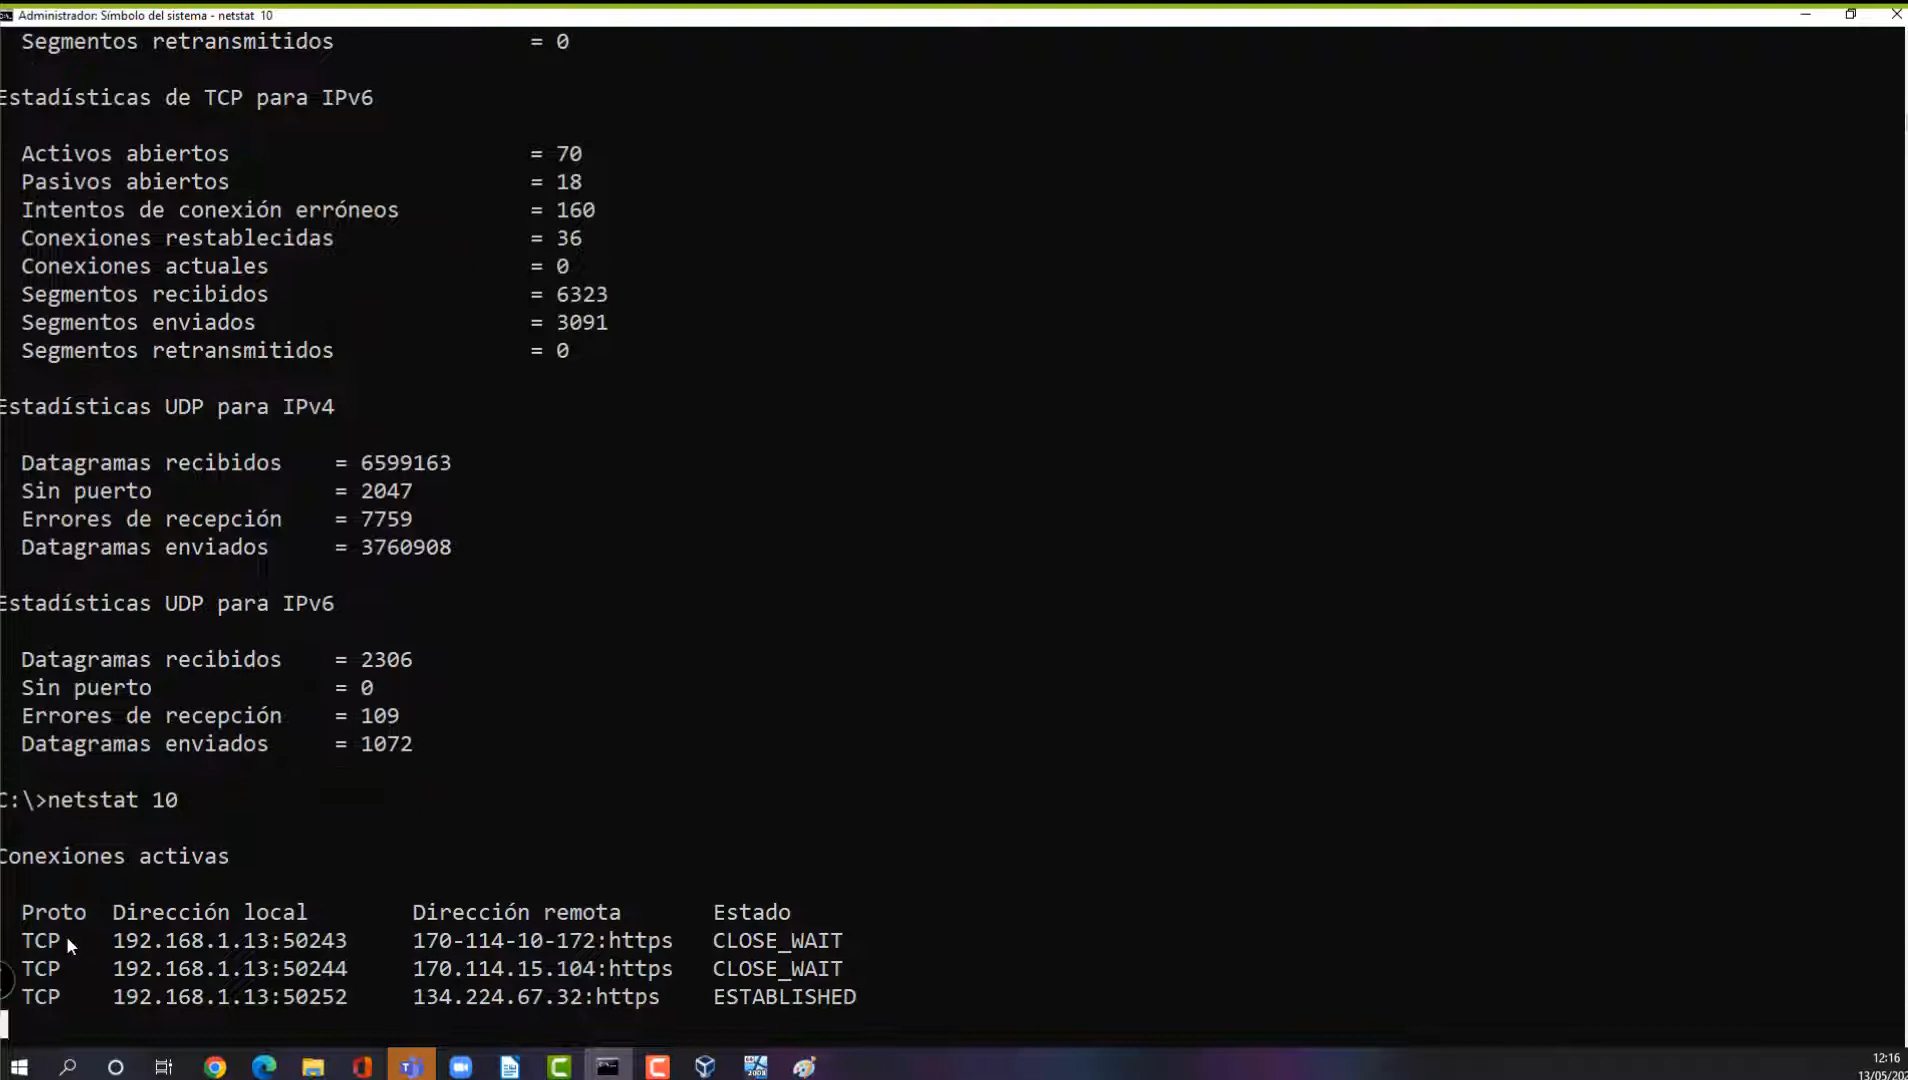 Administrador: Símbolo del sistema - netstat 10
Segmentos retransmitidos = 0
Estadísticas de TCP para IPv6
Activos abiertos = 70
Pasivos abiertos = 18
Intentos de conexión erróneos = 160
Conexiones restablecidas = 36
Conexiones actuales = 0
Segmentos recibidos = 6323
Segmentos enviados = 3091
Segmentos retransmitidos = 0
Estadísticas UDP para IPv4
Datagramas recibidos = 6599163
Sin puerto = 2047
Errores de recepción = 7759
Datagramas enviados = 3760908
Estadísticas UDP para IPv6
Datagramas recibidos = 2306
Sin puerto = 0
Errores de recepción = 109
Datagramas enviados = 1072
C:\>netstat 10
Conexiones activas
Proto Dirección local Dirección remota Estado
TCP 192.168.1.13:50243 170-114-10-172:https CLOSE_WAIT
TCP 192.168.1.13:50244 170.114.15.104:https CLOSE_WAIT
TCP 192.168.1.13:50252 134.224.67.32:https ESTABLISHED
12:16
13/05/202